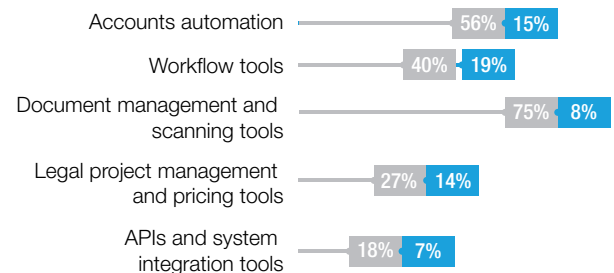 Accounts automation 56% 15%
Workflow tools 40% 19%
Document management and
scanning tools 75% 8%
Legal project management
and pricing tools 27% 14%
APIs and system
integration tools 18% 7%